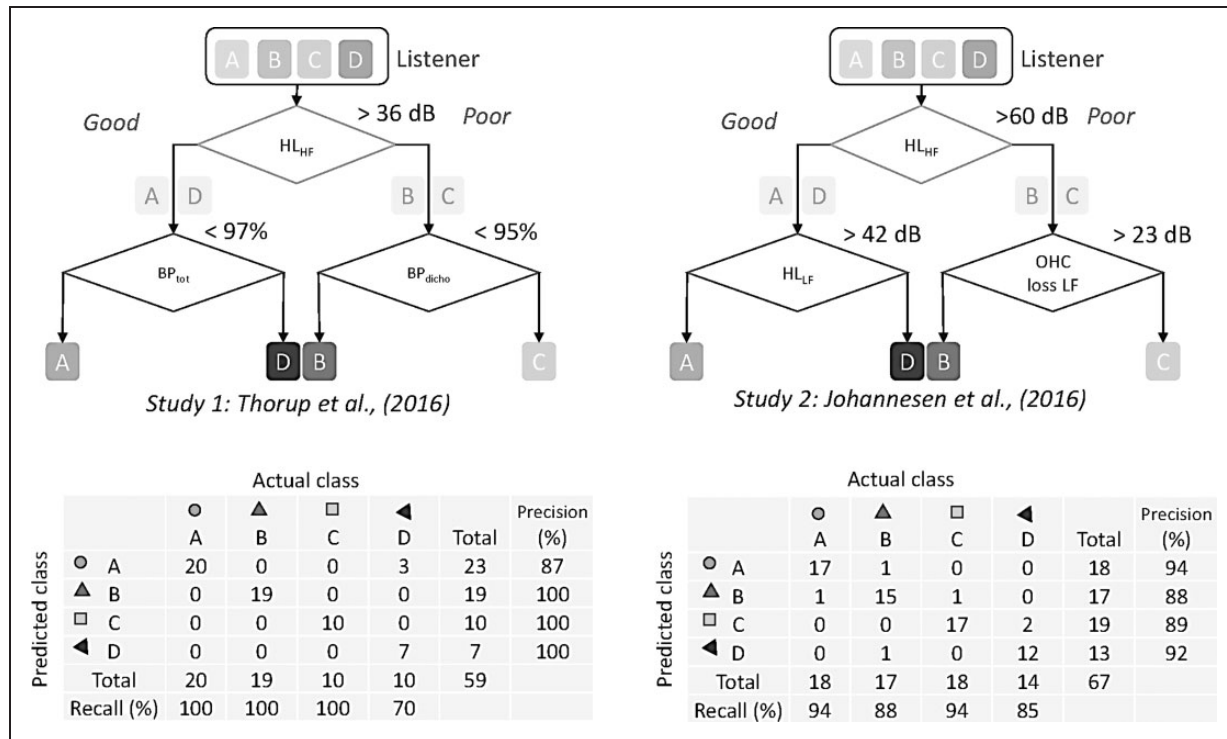 A B C D Listener
Good > 36 dB Poor
HLHF
A D B C
< 97% < 95%
BPtot BPdicho
A D B C
Study 1: Thorup et al., (2016)
A B C D Listener
Good >60 dB Poor
HLHF
A D B C
> 42 dB > 23 dB
HLLF OHC
loss LF
A D B C
Study 2: Johannesen et al., (2016)
Actual class
Precision
A B C D Total (%)
Predicted class
A 20 0 0 3 23 87
B 0 19 0 0 19 100
C 0 0 10 0 10 100
D 0 0 0 7 7 100
Total 20 19 10 10 59
Recall (%) 100 100 100 70
Actual class
Precision
A B C D Total (%)
Predicted class
A 17 1 0 0 18 94
B 1 15 1 0 17 88
C 0 0 17 2 19 89
D 0 1 0 12 13 92
Total 18 17 18 14 67
Recall (%) 94 88 94 85